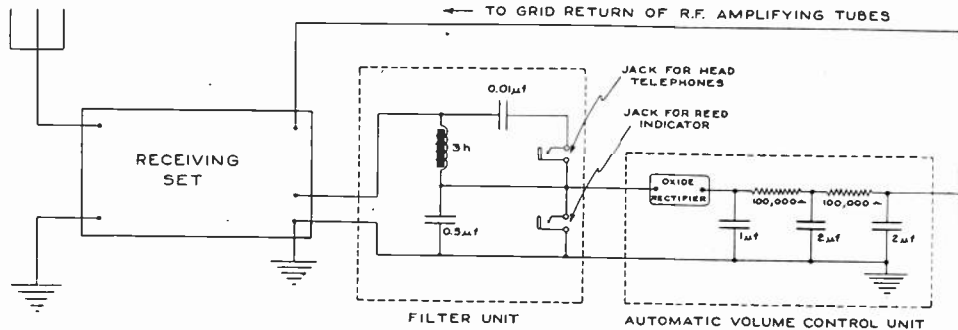 ← TO GRID RETURN OF R.F. AMPLIFYING TUBES
JACK FOR HEAD
TELEPHONES
0.01μf
JACK FOR REED
INDICATOR
RECEIVING
SET
3h
OXIDE
RECTIFIER
100,000~
100,000~
0.5μf
1μf
2μf
2μf
FILTER UNIT
AUTOMATIC VOLUME CONTROL UNIT